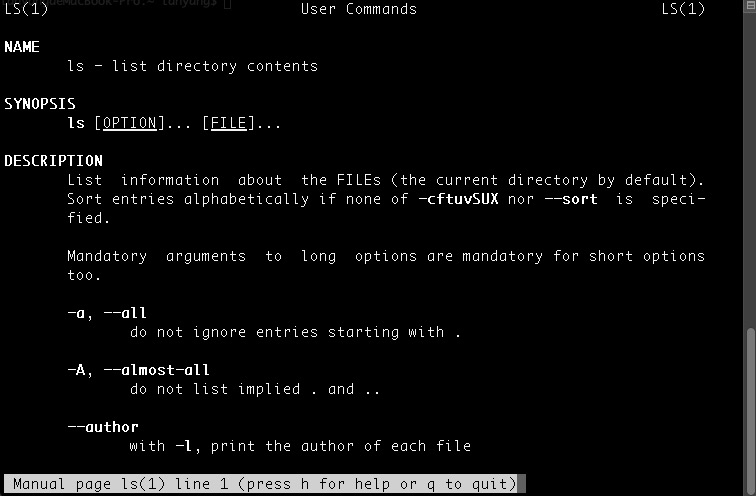 LS(1) User Commands LS(1)
NAME
ls - list directory contents
SYNOPSIS
ls [OPTION]... [FILE]...
DESCRIPTION
List information about the FILEs (the current directory by default).
Sort entries alphabetically if none of -cftuvSUX nor --sort is speci-
fied.
Mandatory arguments to long options are mandatory for short options
too.
-a, --all
do not ignore entries starting with .
-A, --almost-all
do not list implied . and ..
--author
with -l, print the author of each file
Manual page ls(1) line 1 (press h for help or q to quit)